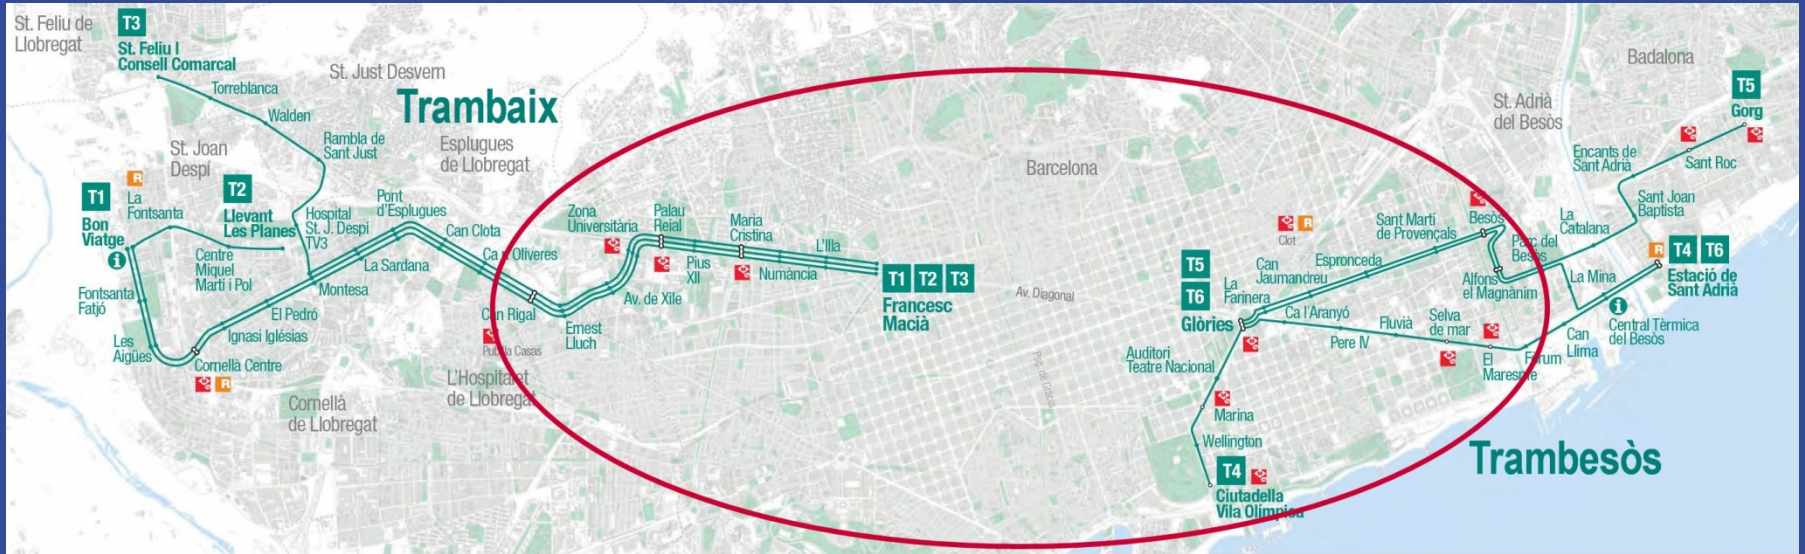 St. Feliu de
Llobregat
T3
St. Feliu |
Consell Comarcal
Torreblanca
Walden
Rambla de
Sant Just
St. Just Desvern
Trambaix
Esplugues
de Llobregat
St. Joan
Despí
R
La
Fontsanta
T1
Bon
Viatge
i
T2
Llevant
Les Planes
Centre
Miquel
Martí i Pol
Hospital
St. J. Despí
TV3
Pont
d'Esplugues
Can Clota
Ca n'Oliveres
La Sardana
Montesa
El Pedró
Ignasi Iglésias
Fontsanta
Fatjó
Les
Aigües
Cornellà Centre
R
Cornellà
de Llobregat
Can Rigal
Pubilla Casas
L'Hospitalet
de Llobregat
Ernest
Lluch
Av. de Xile
Zona
Universitària
Palau
Reial
Pius
XII
Maria
Cristina
Numància
L'Illa
T1 T2 T3
Francesc
Macià
Barcelona
Av. Diagonal
Psg. de Gràcia
T5
T6
Glòries
La
Farinera
Can
Jaumandreu
Espronceda
Sant Martí
de Provençals
Besòs
R
Clot
Ca l'Aranyó
Pere IV
Fluvià
Selva
de mar
El
Maresme
Fòrum
Can
Llima
Auditori
Teatre Nacional
Marina
Wellington
T4
Ciutadella
Vila Olímpica
Alfons
el Magnànim
Parc del
Besòs
La
Catalana
La Mina
Sant Joan
Baptista
Encants de
Sant Adrià
Sant Roc
St. Adrià
del Besòs
Badalona
T5
Gorg
R
T4 T6
Estació de
Sant Adrià
i
Central Tèrmica
del Besòs
Trambesòs